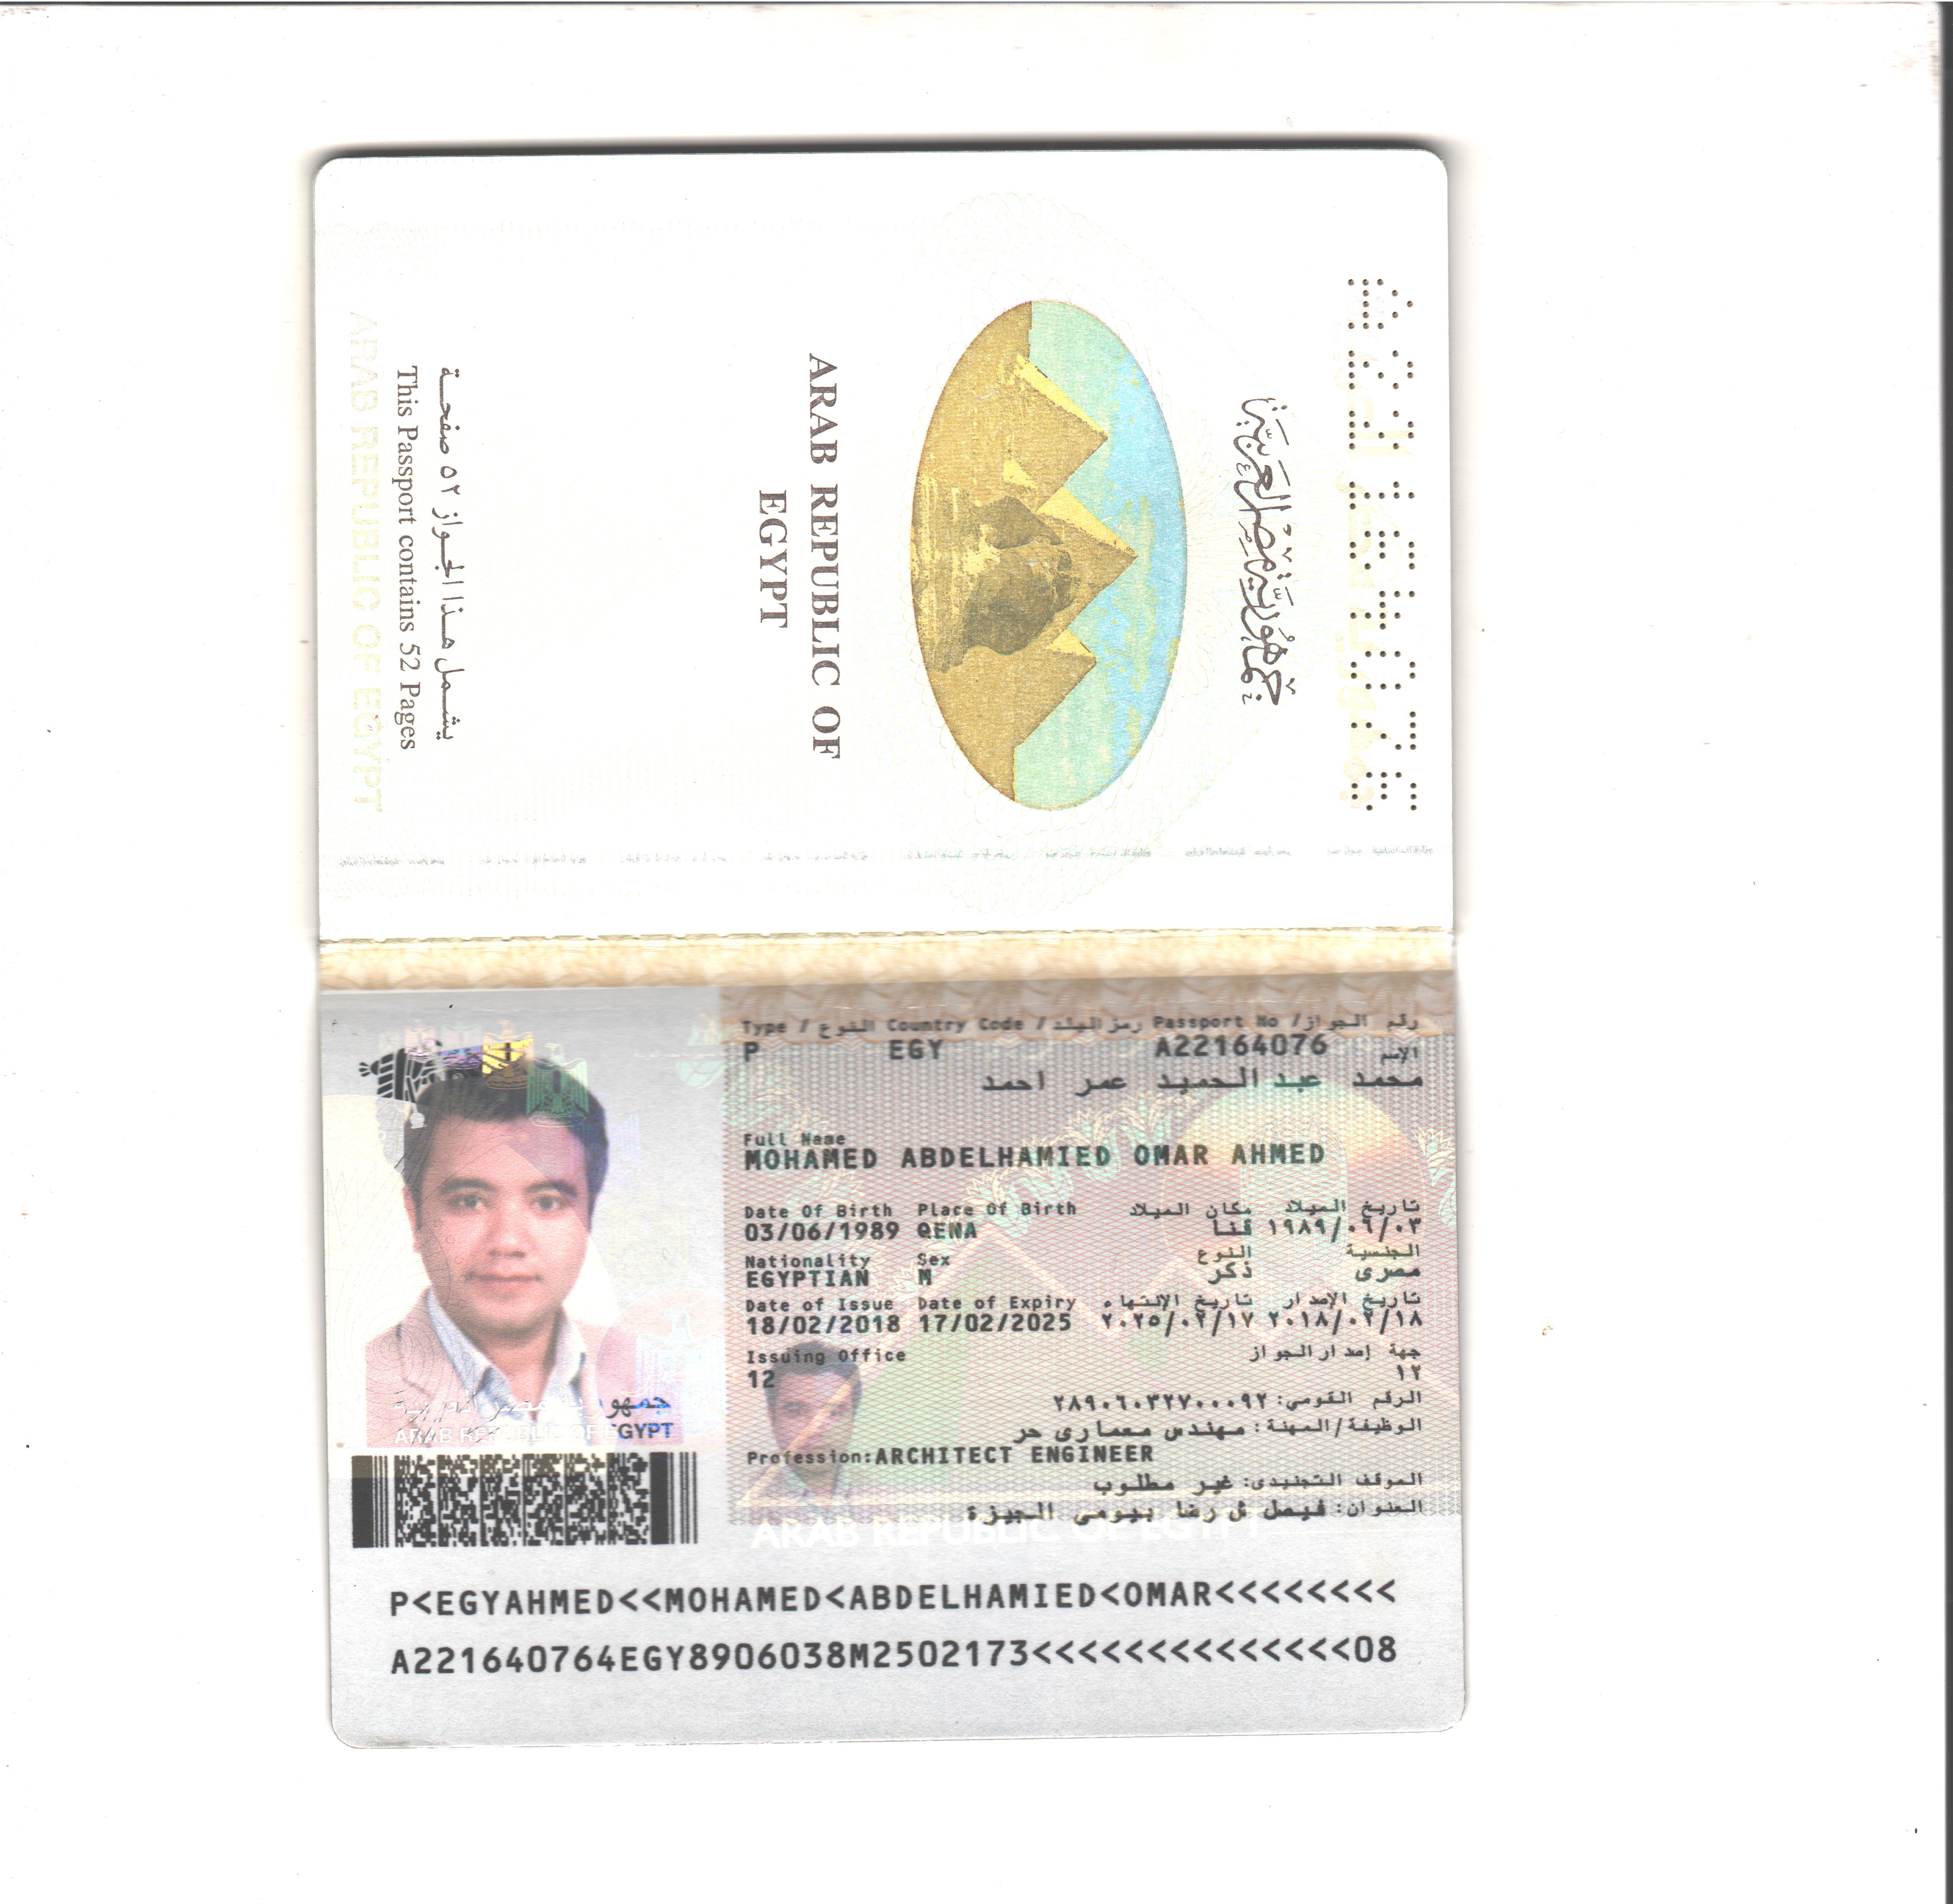 A22164076
جمهورية مصر العربية
ARAB REPUBLIC OF
EGYPT
يشمل هذا الجواز ٥٢ صفحة
This Passport contains 52 Pages
ARAB REPUBLIC OF EGYPT
Type / النوع Country Code / رمز البلد Passport No / رقم الجواز
P EGY A22164076 الإسم
محمد عبدالحميد عمر احمد
Full Name
MOHAMED ABDELHAMIED OMAR AHMED
Date Of Birth Place Of Birth مكان الميلاد تاريخ الميلاد
03/06/1989 QENA قنا ١٩٨٩/٠٦/٠٣
Nationality Sex النوع الجنسية
EGYPTIAN M ذكر مصرى
Date of Issue Date of Expiry تاريخ الإنتهاء تاريخ الإصدار
18/02/2018 17/02/2025 ٢٠٢٥/٠٢/١٧ ٢٠١٨/٠٢/١٨
Issuing Office جهة إصدار الجواز
12 ١٢
الرقم القومي: ٢٨٩٠٦٠٣٢٧٠٠٠٩٢
الوظيفة/المهنة: مهندس معمارى حر
Profession:ARCHITECT ENGINEER
الموقف التجنيدى: غير مطلوب
العنوان: فيصل ش رضا بيومى الجيزة
جمهورية مصر العربية
ARAB REPUBLIC OF EGYPT
ARAB REPUBLIC OF EGYPT
P<EGYAHMED<<MOHAMED<ABDELHAMIED<OMAR<<<<<<<<
A221640764EGY8906038M2502173<<<<<<<<<<<<<<08